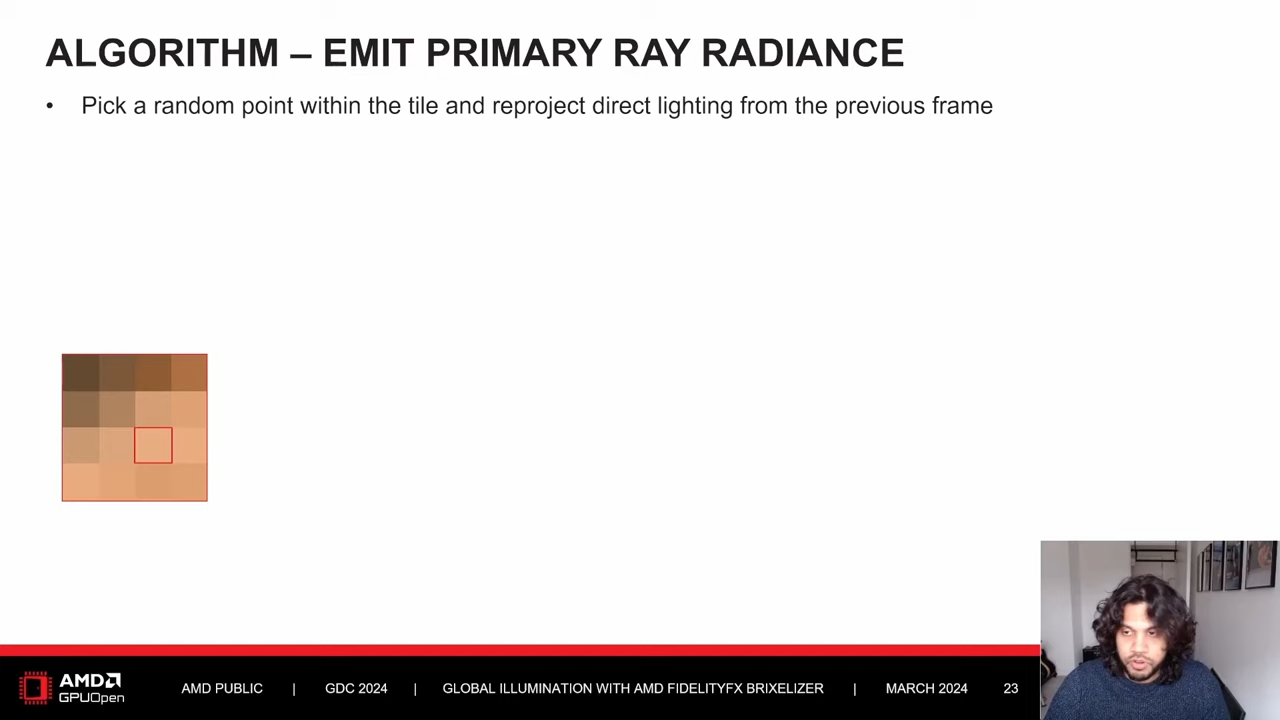 ALGORITHM – EMIT PRIMARY RAY RADIANCE
• Pick a random point within the tile and reproject direct lighting from the previous frame
AMD
GPUOpen
AMD PUBLIC | GDC 2024 | GLOBAL ILLUMINATION WITH AMD FIDELITYFX BRIXELIZER | MARCH 2024 23